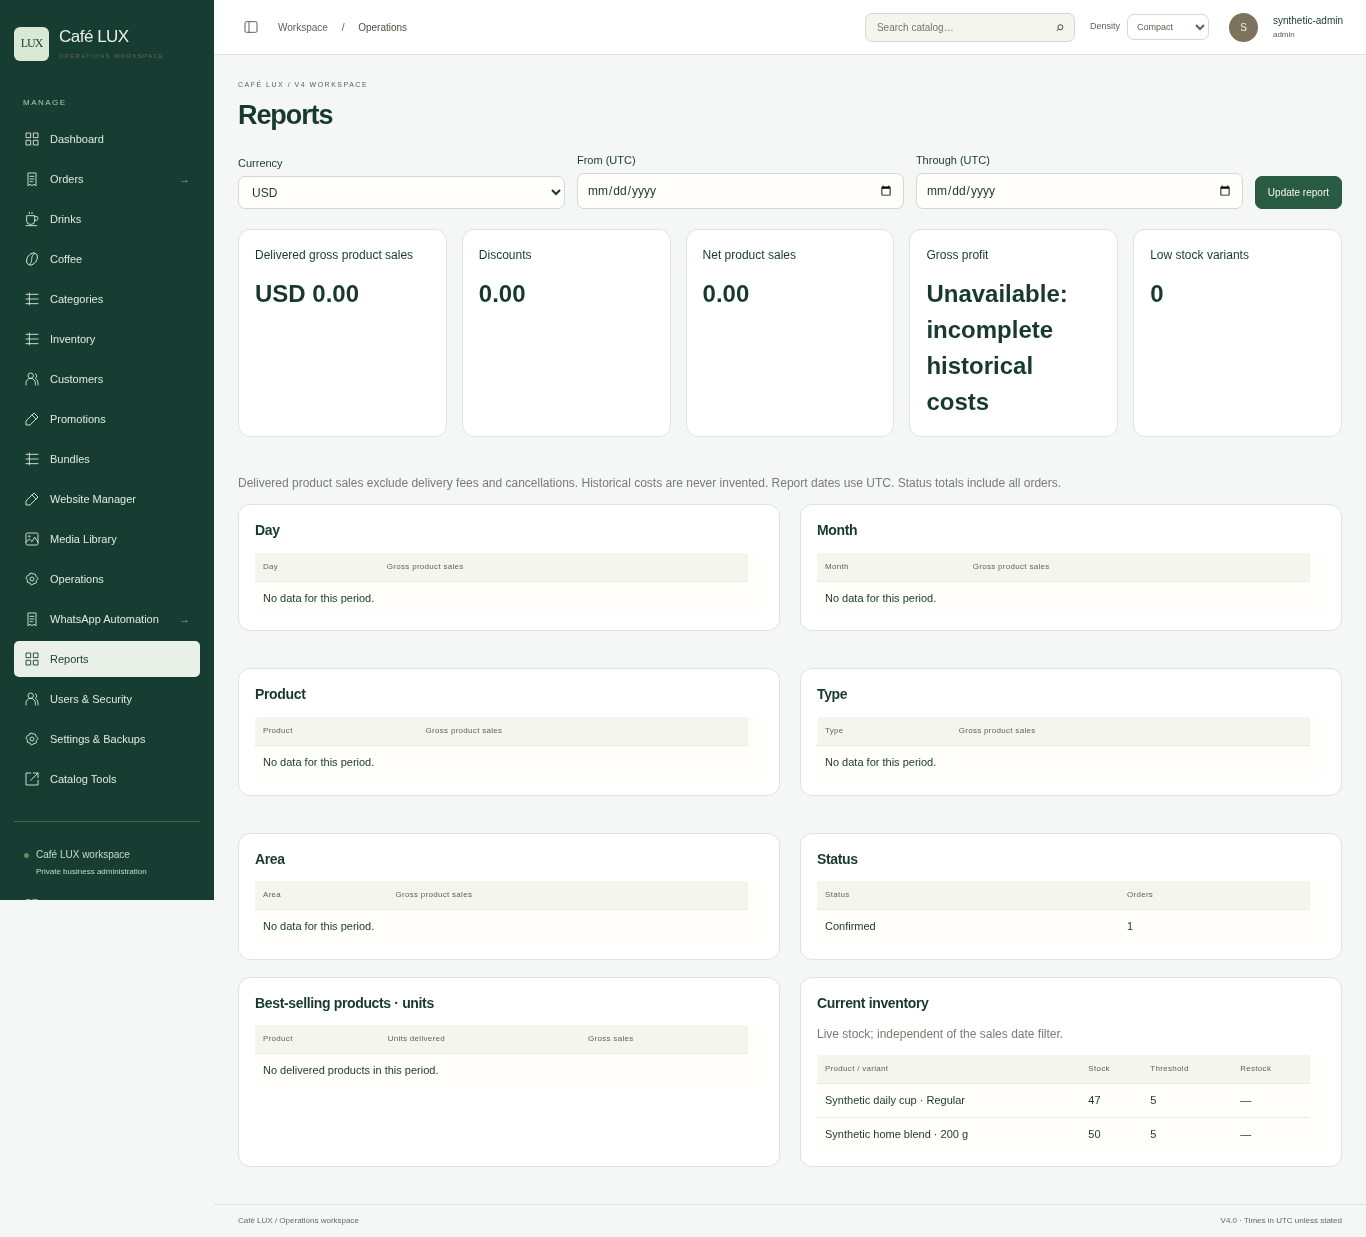 LUX
Café LUX
OPERATIONS WORKSPACE
MANAGE
Dashboard
Orders →
Drinks
Coffee
Categories
Inventory
Customers
Promotions
Bundles
Website Manager
Media Library
Operations
WhatsApp Automation →
Reports
Users & Security
Settings & Backups
Catalog Tools
Café LUX workspace
Private business administration
Workspace / Operations
Search catalog…
Density
Compact
S
synthetic-admin
admin
CAFÉ LUX / V4 WORKSPACE
Reports
Currency
USD
From (UTC)
mm/dd/yyyy
Through (UTC)
mm/dd/yyyy
Update report
Delivered gross product sales
USD 0.00
Discounts
0.00
Net product sales
0.00
Gross profit
Unavailable:
incomplete
historical
costs
Low stock variants
0
Delivered product sales exclude delivery fees and cancellations. Historical costs are never invented. Report dates use UTC. Status totals include all orders.
Day
Day Gross product sales
No data for this period.
Month
Month Gross product sales
No data for this period.
Product
Product Gross product sales
No data for this period.
Type
Type Gross product sales
No data for this period.
Area
Area Gross product sales
No data for this period.
Status
Status Orders
Confirmed 1
Best-selling products · units
Product Units delivered Gross sales
No delivered products in this period.
Current inventory
Live stock; independent of the sales date filter.
Product / variant Stock Threshold Restock
Synthetic daily cup · Regular 47 5 —
Synthetic home blend · 200 g 50 5 —
Café LUX / Operations workspace
V4.0 · Times in UTC unless stated